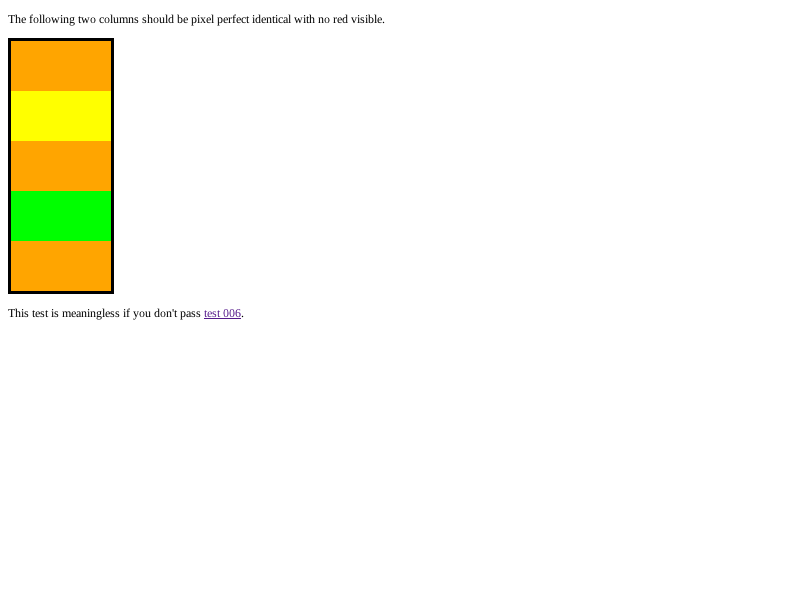 The following two columns should be pixel perfect identical with no red visible.
This test is meaningless if you don't pass test 006.